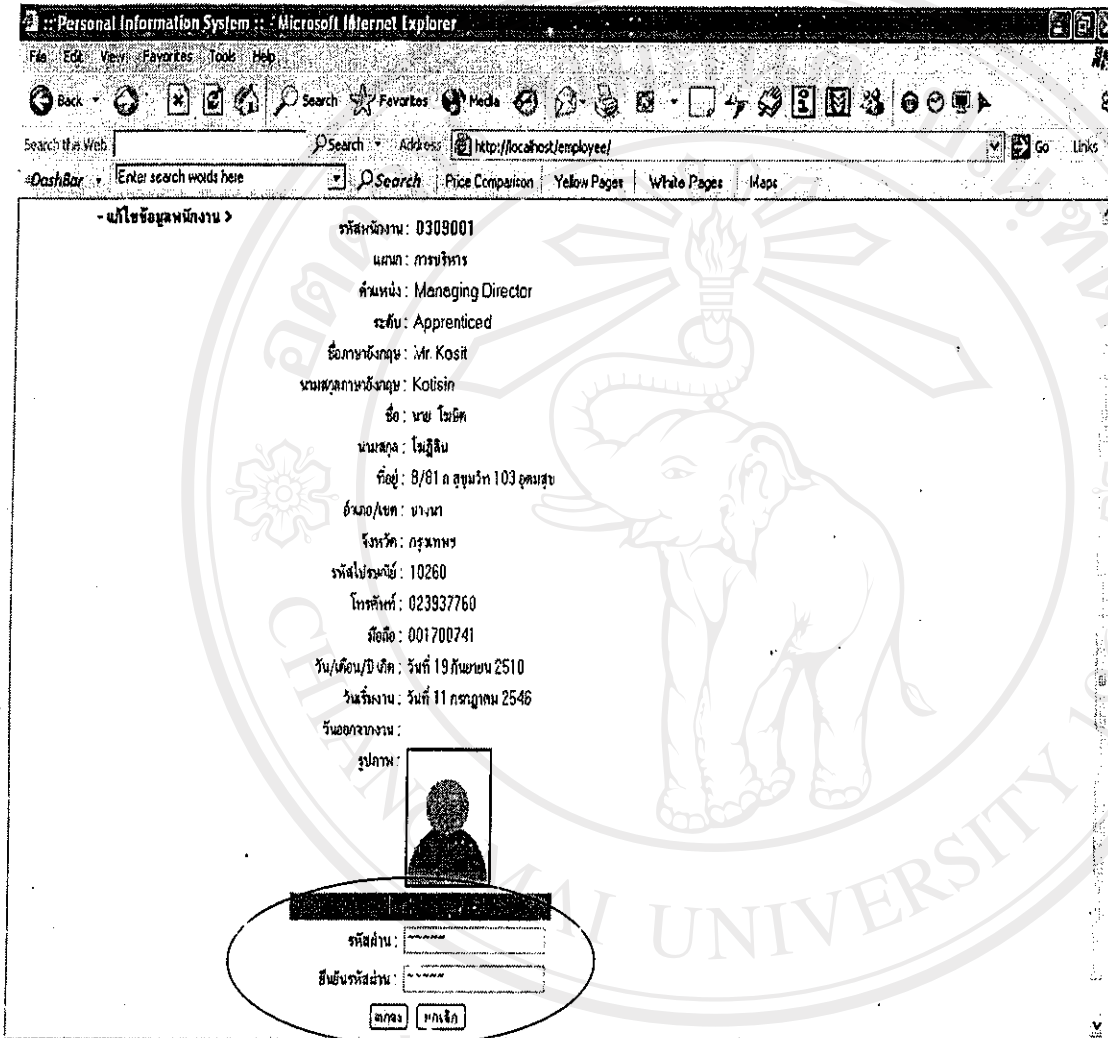 :: Personal Information System :: - Microsoft Internet Explorer
File Edit View Favorites Tools Help
Back Search Favorites Media
Search the Web Search Address http://localhost/employee/ Go Links
DashBar Enter search words here Search Price Comparison Yellow Pages White Pages Maps
- แก้ไขข้อมูลพนักงาน >
รหัสพนักงาน : 0309001
แผนก : การบริหาร
ตำแหน่ง : Managing Director
ระดับ : Apprenticed
ชื่อภาษาอังกฤษ : Mr. Kosit
นามสกุลภาษาอังกฤษ : Kotisin
ชื่อ : นาย โฆษิต
นามสกุล : โฆฏิสิน
ที่อยู่ : 8/81 ถ สุขุมวิท 103 อุดมสุข
อำเภอ/เขต : บางนา
จังหวัด : กรุงเทพฯ
รหัสไปรษณีย์ : 10260
โทรศัพท์ : 023937760
มือถือ : 001700741
วัน/เดือน/ปี เกิด : วันที่ 19 กันยายน 2510
วันเริ่มงาน : วันที่ 11 กรกฎาคม 2546
วันออกจากงาน :
รูปภาพ :
รหัสผ่าน :
ยืนยันรหัสผ่าน :
ตกลง ยกเลิก
CHIANG MAI UNIVERSITY